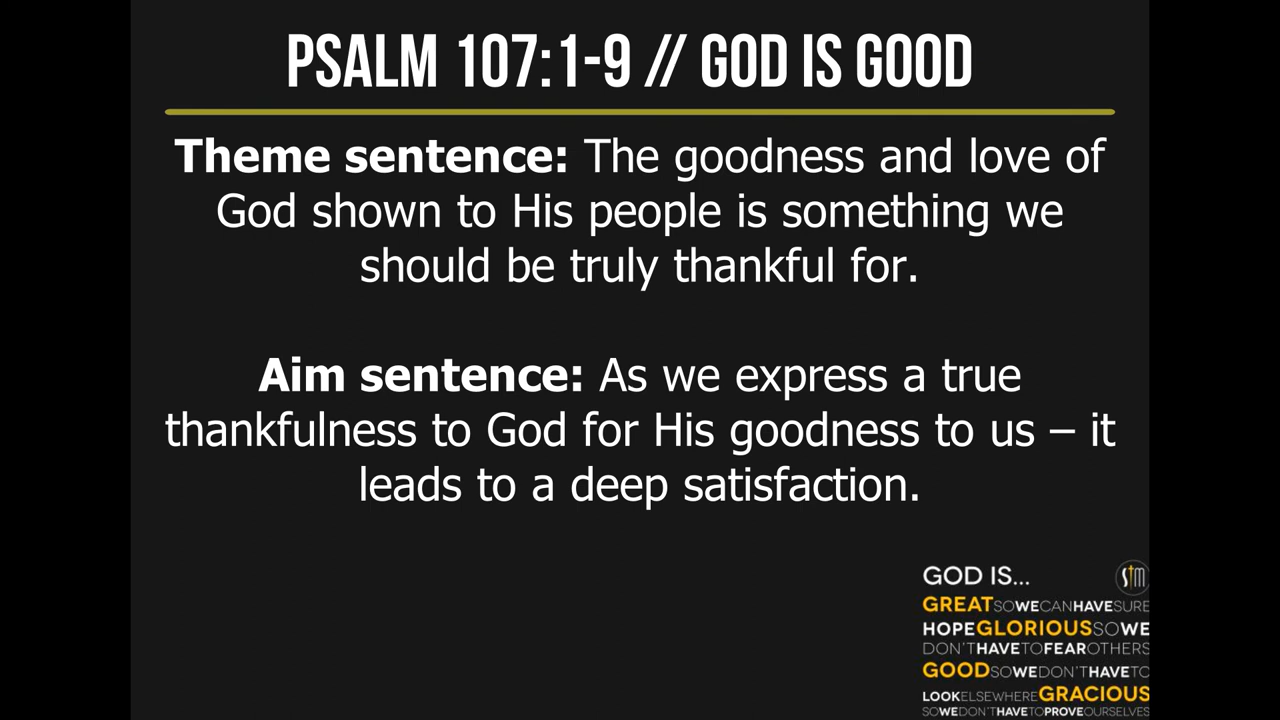 PSALM 107:1-9 // GOD IS GOOD
Theme sentence: The goodness and love of
God shown to His people is something we
should be truly thankful for.
Aim sentence: As we express a true
thankfulness to God for His goodness to us – it
leads to a deep satisfaction.
GOD IS...
stm
GREATSOWECANHAVESURE
HOPEGLORIOUSSOWE
DON'THAVETOFEAROTHERS
GOODSOWEDON'THAVETO
LOOKELSEWHEREGRACIOUS
SOWEDON'THAVETOPROVEOURSELVES